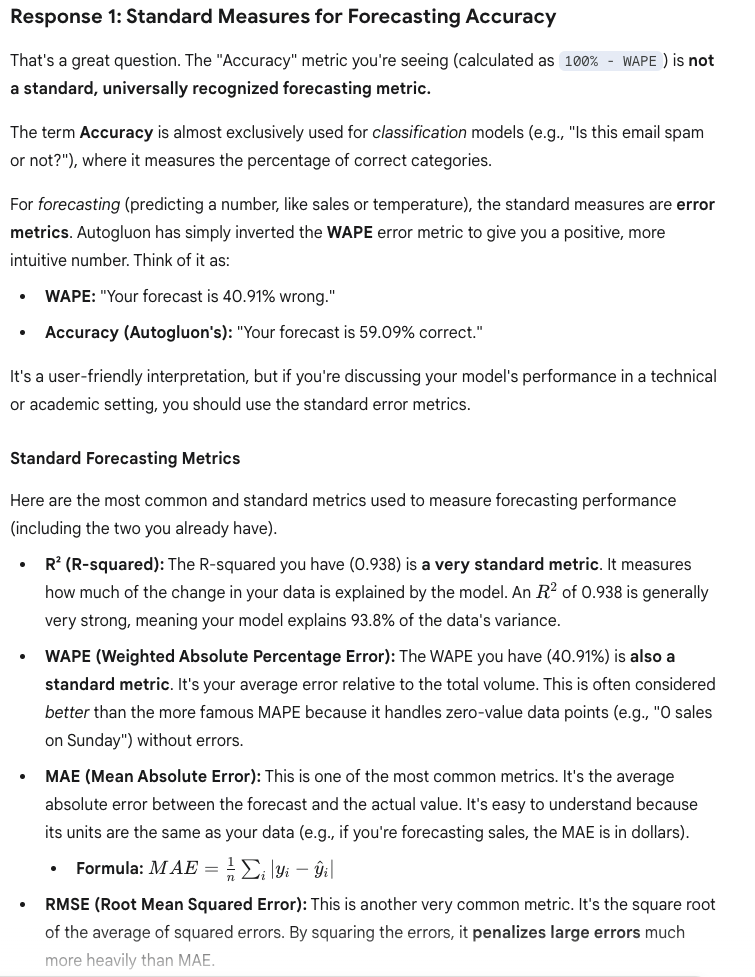 Response 1: Standard Measures for Forecasting Accuracy
That's a great question. The "Accuracy" metric you're seeing (calculated as 100% - WAPE ) is not
a standard, universally recognized forecasting metric.
The term Accuracy is almost exclusively used for classification models (e.g., "Is this email spam
or not?"), where it measures the percentage of correct categories.
For forecasting (predicting a number, like sales or temperature), the standard measures are error
metrics. Autogluon has simply inverted the WAPE error metric to give you a positive, more
intuitive number. Think of it as:
• WAPE: "Your forecast is 40.91% wrong."
• Accuracy (Autogluon's): "Your forecast is 59.09% correct."
It's a user-friendly interpretation, but if you're discussing your model's performance in a technical
or academic setting, you should use the standard error metrics.
Standard Forecasting Metrics
Here are the most common and standard metrics used to measure forecasting performance
(including the two you already have).
• R² (R-squared): The R-squared you have (0.938) is a very standard metric. It measures
how much of the change in your data is explained by the model. An R² of 0.938 is generally
very strong, meaning your model explains 93.8% of the data's variance.
• WAPE (Weighted Absolute Percentage Error): The WAPE you have (40.91%) is also a
standard metric. It's your average error relative to the total volume. This is often considered
better than the more famous MAPE because it handles zero-value data points (e.g., "0 sales
on Sunday") without errors.
• MAE (Mean Absolute Error): This is one of the most common metrics. It's the average
absolute error between the forecast and the actual value. It's easy to understand because
its units are the same as your data (e.g., if you're forecasting sales, the MAE is in dollars).
• Formula: MAE = 1/n ∑ᵢ |yᵢ − ŷᵢ|
• RMSE (Root Mean Squared Error): This is another very common metric. It's the square root
of the average of squared errors. By squaring the errors, it penalizes large errors much
more heavily than MAE.